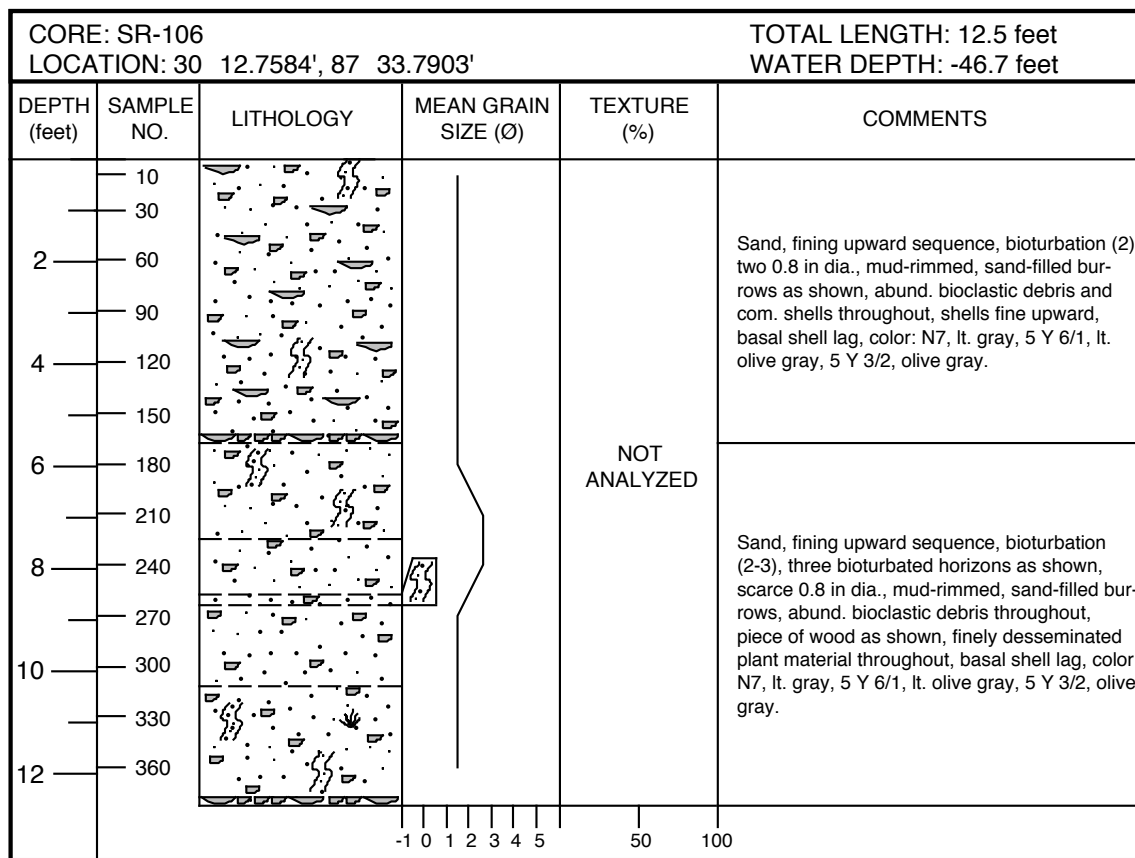 CORE: SR-106
TOTAL LENGTH: 12.5 feet
LOCATION: 30 12.7584', 87 33.7903'
WATER DEPTH: -46.7 feet
DEPTH
(feet)
SAMPLE
NO.
LITHOLOGY
MEAN GRAIN
SIZE (Ø)
TEXTURE
(%)
COMMENTS
10
30
2
60
90
4
120
150
6
180
210
8
240
270
10
300
330
12
360
NOT
ANALYZED
Sand, fining upward sequence, bioturbation (2)
two 0.8 in dia., mud-rimmed, sand-filled bur-
rows as shown, abund. bioclastic debris and
com. shells throughout, shells fine upward,
basal shell lag, color: N7, lt. gray, 5 Y 6/1, lt.
olive gray, 5 Y 3/2, olive gray.
Sand, fining upward sequence, bioturbation
(2-3), three bioturbated horizons as shown,
scarce 0.8 in dia., mud-rimmed, sand-filled bur-
rows, abund. bioclastic debris throughout,
piece of wood as shown, finely desseminated
plant material throughout, basal shell lag, color
N7, lt. gray, 5 Y 6/1, lt. olive gray, 5 Y 3/2, olive
gray.
-1 0 1 2 3 4 5
50 100